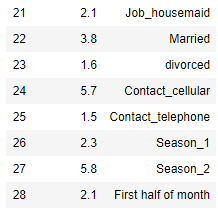 21 2.1 Job_housemaid
22 3.8 Married
23 1.6 divorced
24 5.7 Contact_cellular
25 1.5 Contact_telephone
26 2.3 Season_1
27 5.8 Season_2
28 2.1 First half of month